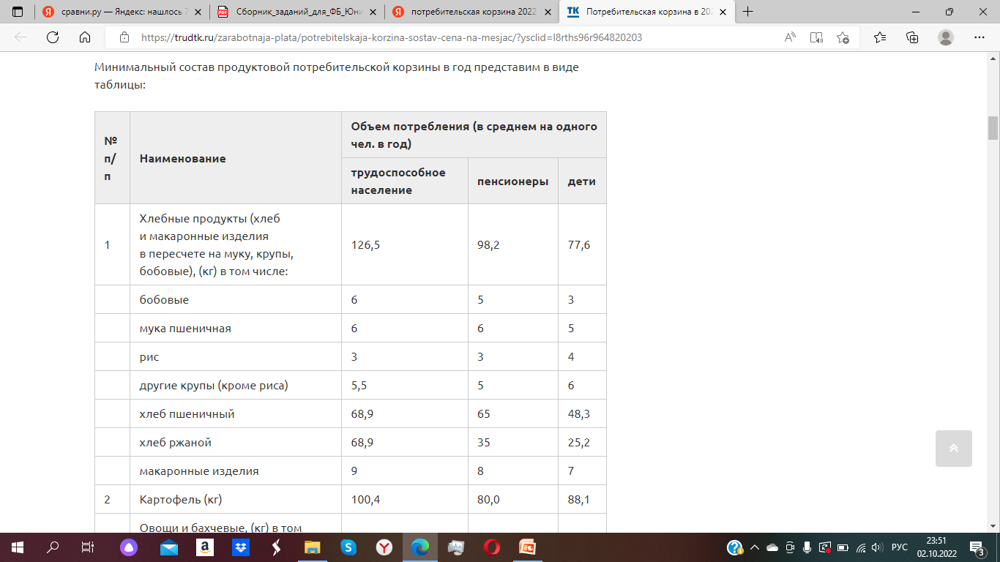 сравни.ру — Яндекс: нашлось 7
Сборник_заданий_для_ФБ_Юни
потребительская корзина 2022
Потребительская корзина в 202
https://trudtk.ru/zarabotnaja-plata/potrebitelskaja-korzina-sostav-cena-na-mesjac/?ysclid=l8rths96r964820203
Минимальный состав продуктовой потребительской корзины в год представим в виде
таблицы:
№
п/
п
Наименование
Объем потребления (в среднем на одного
чел. в год)
трудоспособное
население
пенсионеры
дети
1
Хлебные продукты (хлеб
и макаронные изделия
в пересчете на муку, крупы,
бобовые), (кг) в том числе:
126,5 98,2 77,6
бобовые 6 5 3
мука пшеничная 6 6 5
рис 3 3 4
другие крупы (кроме риса) 5,5 5 6
хлеб пшеничный 68,9 65 48,3
хлеб ржаной 68,9 35 25,2
макаронные изделия 9 8 7
2 Картофель (кг) 100,4 80,0 88,1
Овощи и бахчевые, (кг) в том
РУС
23:51
02.10.2022
3